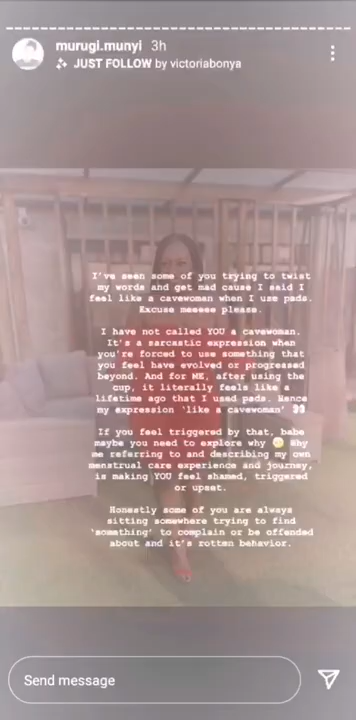 murugi.munyi 3h
JUST FOLLOW by victoriabonya
I've seen some of you trying to twist
my words and get mad cause I said I
feel like a cavewoman when I use pads.
Excuse meeeee please.
I have not called YOU a cavewoman.
It's a sarcastic expression when
you're forced to use something that
you feel have evolved or progressed
beyond. And for ME, after using the
cup, it literally feels like a
lifetime ago that I used pads. Hence
my expression 'like a cavewoman'
If you feel triggered by that, babe
maybe you need to explore why Why
me referring to and describing my own
menstrual care experience and journey,
is making YOU feel shamed, triggered
or upset.
Honestly some of you are always
sitting somewhere trying to find
'something' to complain or be offended
about and it's rotten behavior.
Send message